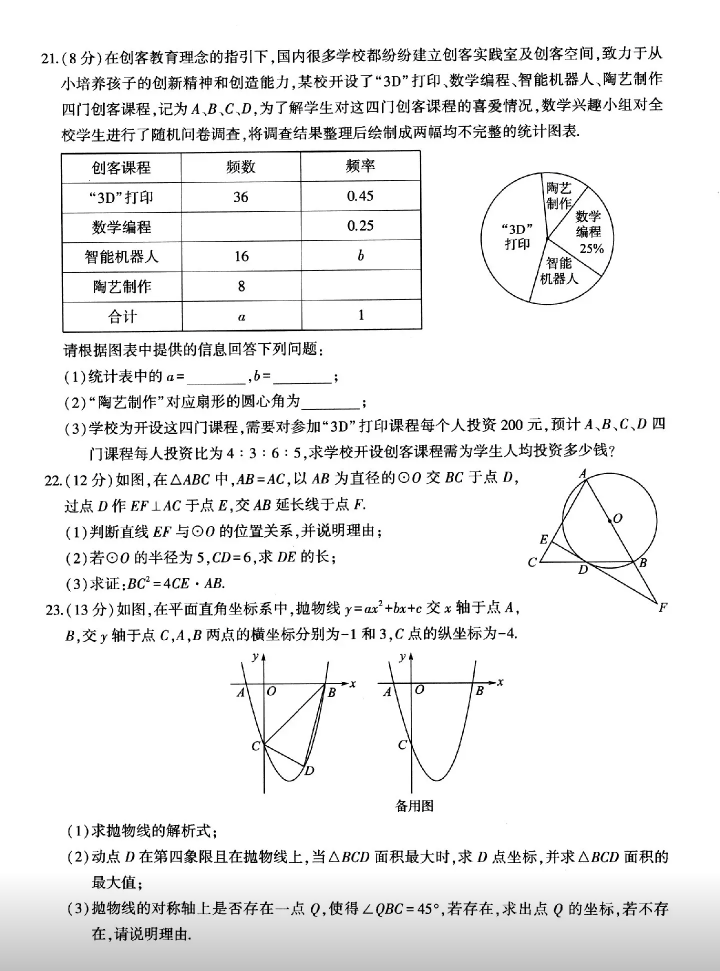 21.(8分)在创客教育理念的指引下,国内很多学校都纷纷建立创客实践室及创客空间,致力于从
小培养孩子的创新精神和创造能力,某校开设了“3D”打印、数学编程、智能机器人、陶艺制作
四门创客课程,记为A、B、C、D,为了解学生对这四门创客课程的喜爱情况,数学兴趣小组对全
校学生进行了随机问卷调查,将调查结果整理后绘制成两幅均不完整的统计图表.
创客课程 频数 频率
“3D”打印 36 0.45
数学编程 0.25
智能机器人 16 b
陶艺制作 8
合计 a 1
陶艺
制作
数学
编程
25%
“3D”
打印
智能
机器人
请根据图表中提供的信息回答下列问题:
(1)统计表中的a=________,b=________;
(2)“陶艺制作”对应扇形的圆心角为________;
(3)学校为开设这四门课程,需要对参加“3D”打印课程每个人投资200元,预计A、B、C、D四
门课程每人投资比为4:3:6:5,求学校开设创客课程需为学生人均投资多少钱?
22.(12分)如图,在△ABC中,AB=AC,以AB为直径的⊙O交BC于点D,
过点D作EF⊥AC于点E,交AB延长线于点F.
(1)判断直线EF与⊙O的位置关系,并说明理由;
(2)若⊙O的半径为5,CD=6,求DE的长;
(3)求证:BC²=4CE·AB.
A
O
E
C
D
B
F
23.(13分)如图,在平面直角坐标系中,抛物线y=ax²+bx+c交x轴于点A,
B,交y轴于点C,A,B两点的横坐标分别为-1和3,C点的纵坐标为-4.
y
A O B x
C
D
y
A O B x
C
备用图
(1)求抛物线的解析式;
(2)动点D在第四象限且在抛物线上,当△BCD面积最大时,求D点坐标,并求△BCD面积的
最大值;
(3)抛物线的对称轴上是否存在一点Q,使得∠QBC=45°,若存在,求出点Q的坐标,若不存
在,请说明理由.